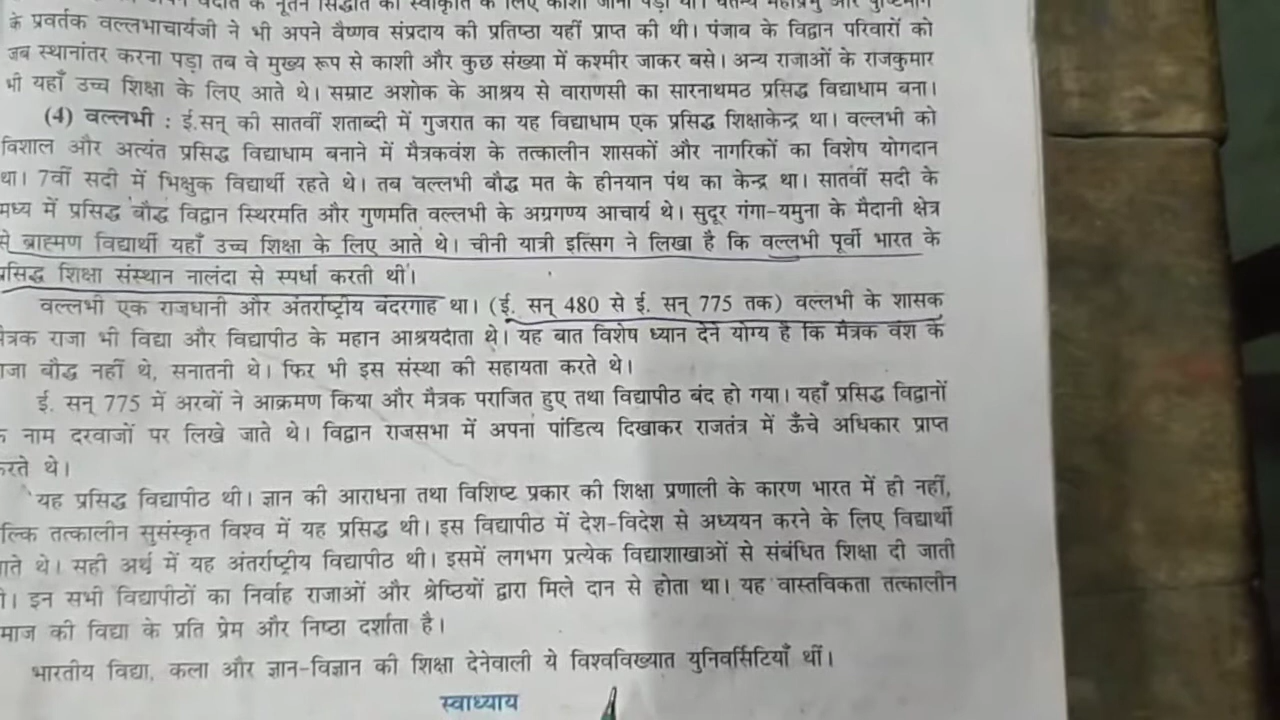 के प्रवर्तक वल्लभाचार्यजी ने भी अपने वैष्णव संप्रदाय की प्रतिष्ठा यहीं प्राप्त की थी। पंजाब के विद्वान परिवारों को
जब स्थानांतर करना पड़ा तब वे मुख्य रूप से काशी और कुछ संख्या में कश्मीर जाकर बसे। अन्य राजाओं के राजकुमार
भी यहाँ उच्च शिक्षा के लिए आते थे। सम्राट अशोक के आश्रय से वाराणसी का सारनाथमठ प्रसिद्ध विद्याधाम बना।
(4) वल्लभी : ई.सन् की सातवीं शताब्दी में गुजरात का यह विद्याधाम एक प्रसिद्ध शिक्षाकेन्द्र था। वल्लभी को
विशाल और अत्यंत प्रसिद्ध विद्याधाम बनाने में मैत्रकवंश के तत्कालीन शासकों और नागरिकों का विशेष योगदान
था। 7वीं सदी में भिक्षुक विद्यार्थी रहते थे। तब वल्लभी बौद्ध मत के हीनयान पंथ का केन्द्र था। सातवीं सदी के
मध्य में प्रसिद्ध बौद्ध विद्वान स्थिरमति और गुणमति वल्लभी के अग्रगण्य आचार्य थे। सुदूर गंगा-यमुना के मैदानी क्षेत्र
से ब्राह्मण विद्यार्थी यहाँ उच्च शिक्षा के लिए आते थे। चीनी यात्री इत्सिग ने लिखा है कि वल्लभी पूर्वी भारत के
प्रसिद्ध शिक्षा संस्थान नालंदा से स्पर्धा करती थी।
वल्लभी एक राजधानी और अंतर्राष्ट्रीय बंदरगाह था। (ई. सन् 480 से ई. सन् 775 तक) वल्लभी के शासक
मैत्रक राजा भी विद्या और विद्यापीठ के महान आश्रयदाता थे। यह बात विशेष ध्यान देने योग्य है कि मैत्रक वंश के
राजा बौद्ध नहीं थे, सनातनी थे। फिर भी इस संस्था की सहायता करते थे।
ई. सन् 775 में अरबों ने आक्रमण किया और मैत्रक पराजित हुए तथा विद्यापीठ बंद हो गया। यहाँ प्रसिद्ध विद्वानों
के नाम दरवाजों पर लिखे जाते थे। विद्वान राजसभा में अपना पांडित्य दिखाकर राजतंत्र में ऊँचे अधिकार प्राप्त
करते थे।
यह प्रसिद्ध विद्यापीठ थी। ज्ञान की आराधना तथा विशिष्ट प्रकार की शिक्षा प्रणाली के कारण भारत में ही नहीं,
बल्कि तत्कालीन सुसंस्कृत विश्व में यह प्रसिद्ध थी। इस विद्यापीठ में देश-विदेश से अध्ययन करने के लिए विद्यार्थी
आते थे। सही अर्थ में यह अंतर्राष्ट्रीय विद्यापीठ थी। इसमें लगभग प्रत्येक विद्याशाखाओं से संबंधित शिक्षा दी जाती
थी। इन सभी विद्यापीठों का निर्वाह राजाओं और श्रेष्ठियों द्वारा मिले दान से होता था। यह वास्तविकता तत्कालीन
समाज की विद्या के प्रति प्रेम और निष्ठा दर्शाता है।
भारतीय विद्या, कला और ज्ञान-विज्ञान की शिक्षा देनेवाली ये विश्वविख्यात युनिवर्सिटियाँ थीं।
स्वाध्याय